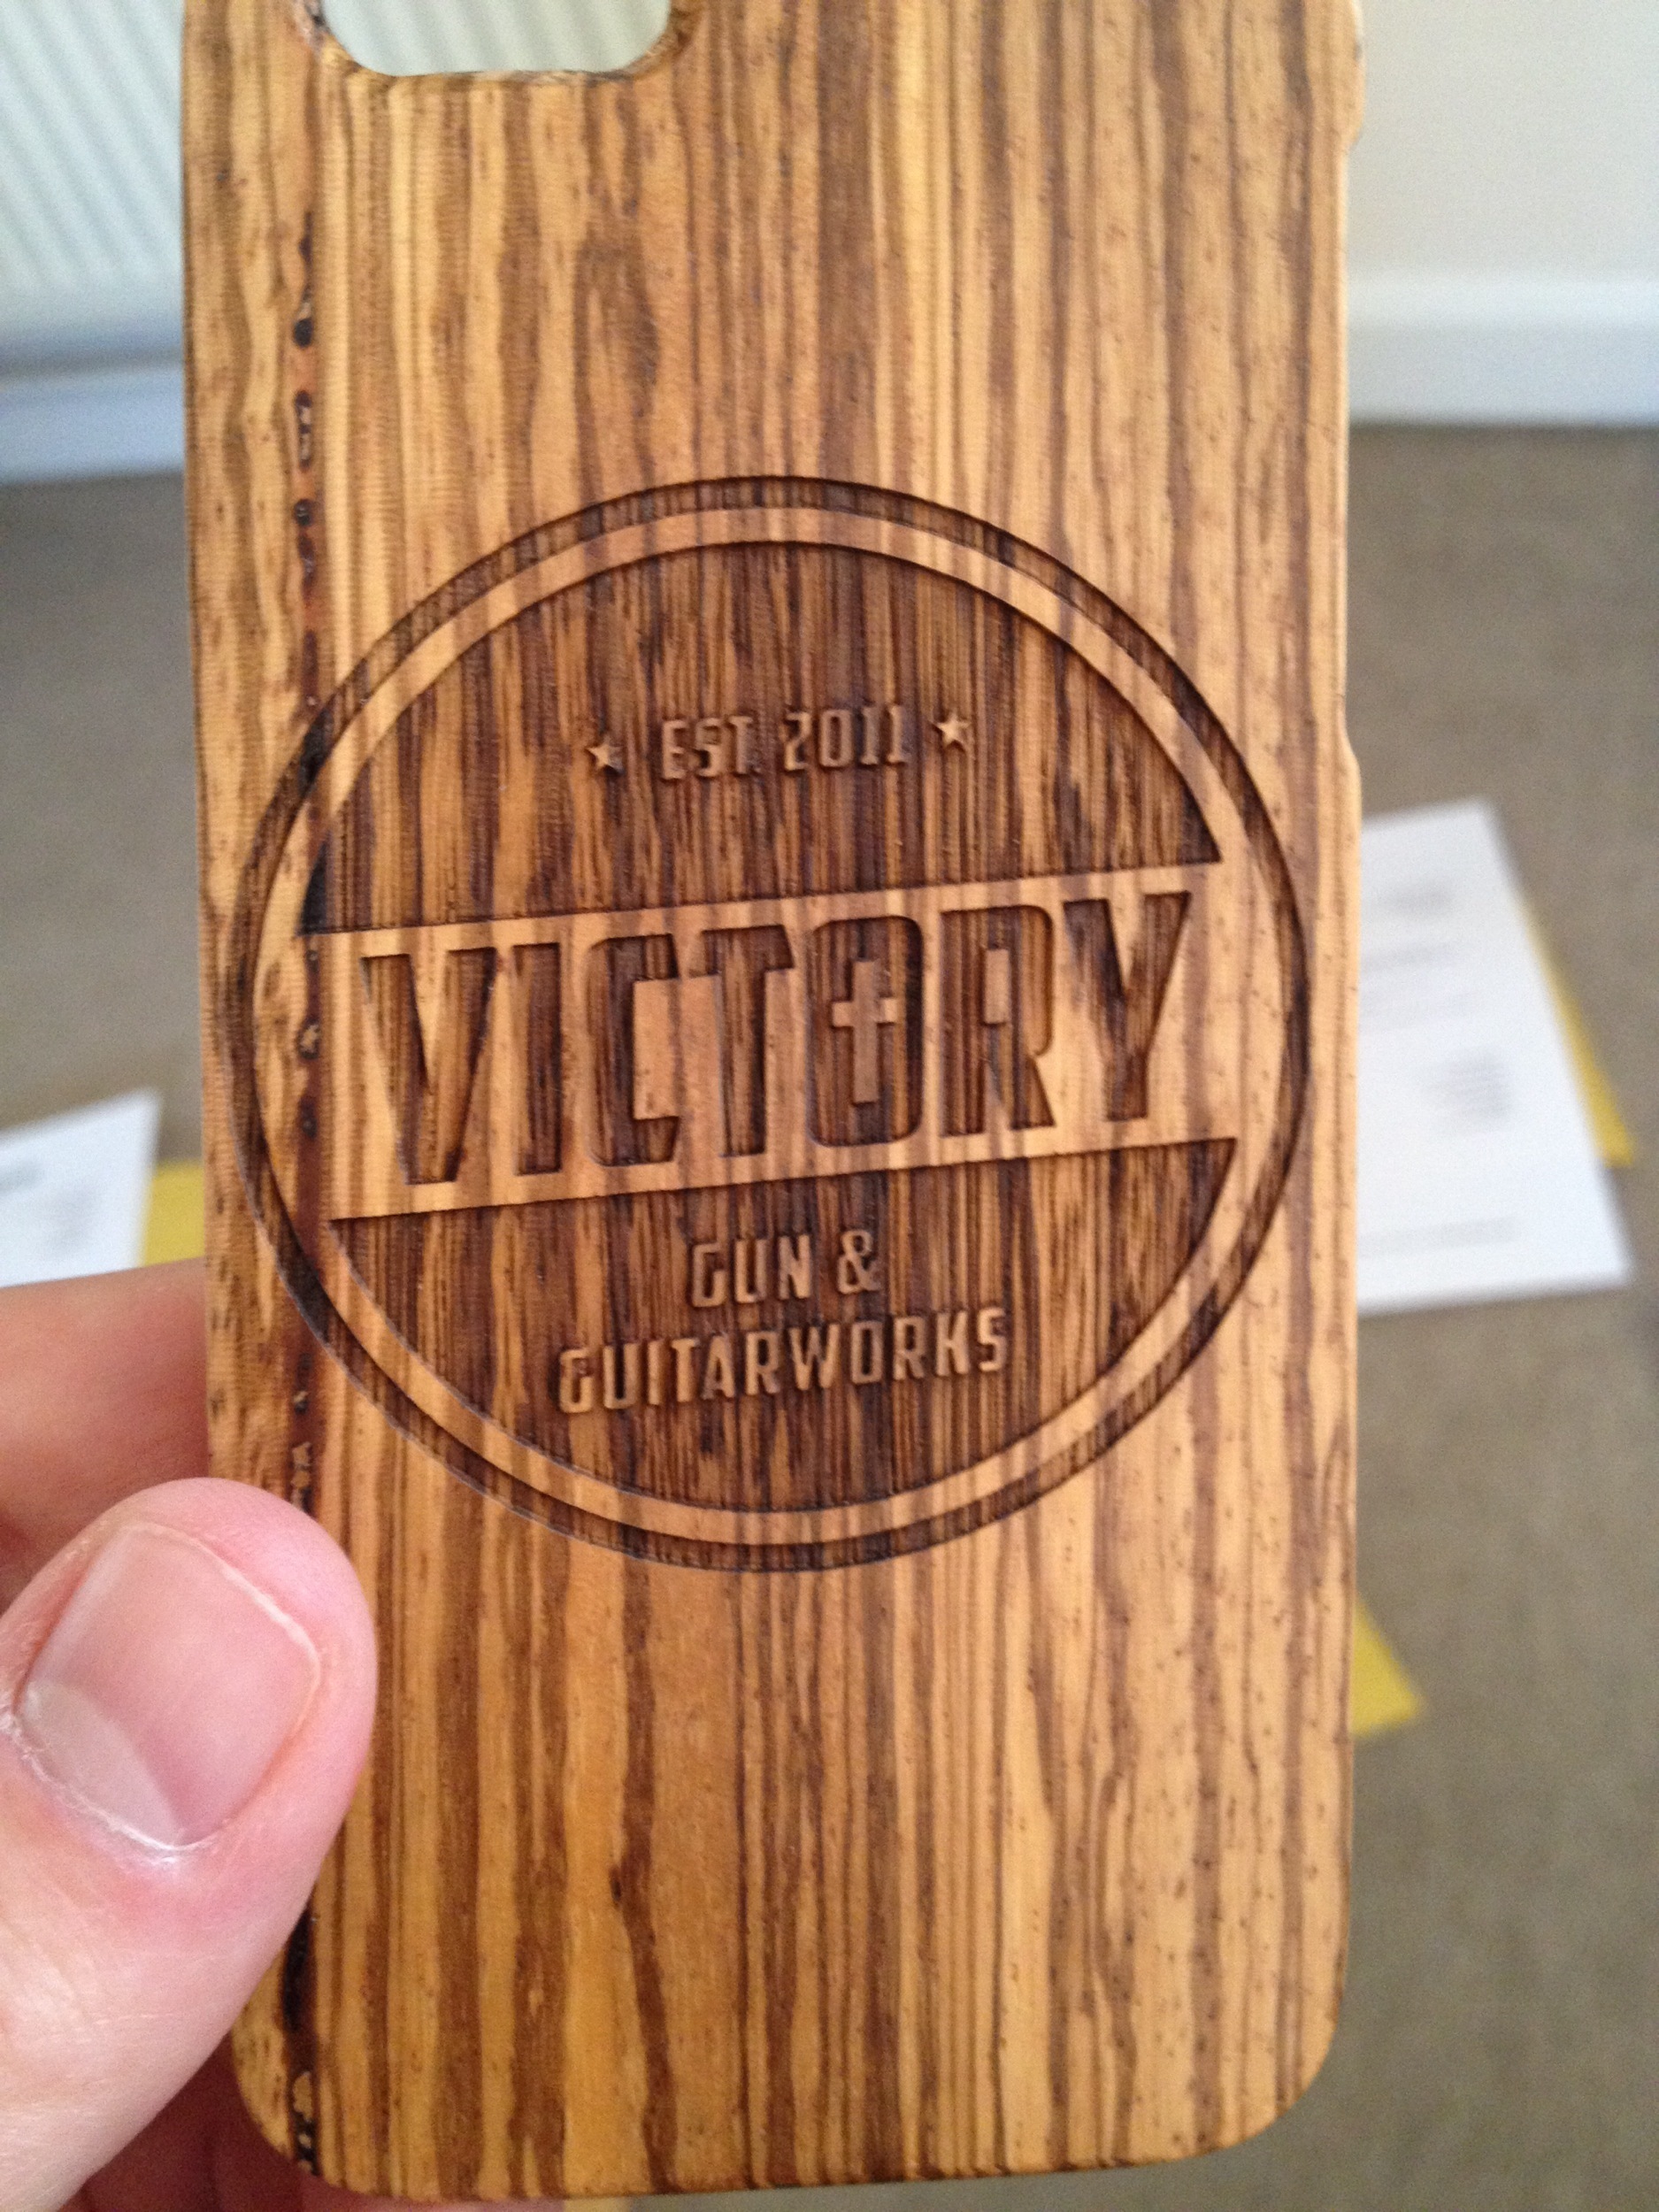 EST. 2011
VICTORY
GUN &
GUITARWORKS